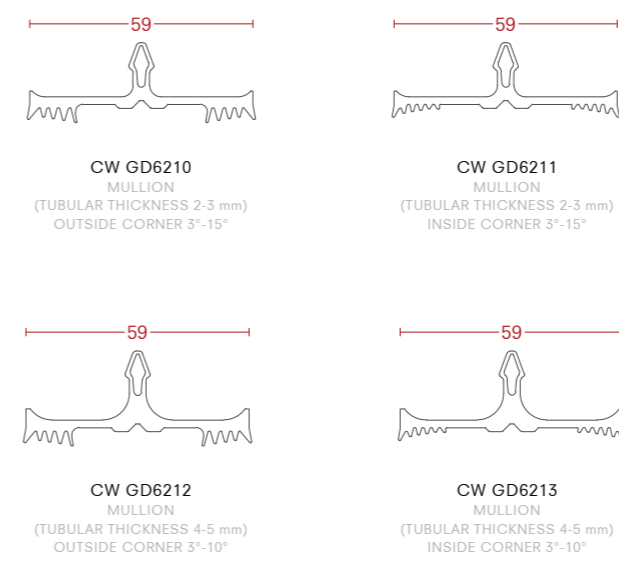 59
CW GD6210
MULLION
(TUBULAR THICKNESS 2-3 mm)
OUTSIDE CORNER 3°-15°
59
CW GD6211
MULLION
(TUBULAR THICKNESS 2-3 mm)
INSIDE CORNER 3°-15°
59
CW GD6212
MULLION
(TUBULAR THICKNESS 4-5 mm)
OUTSIDE CORNER 3°-10°
59
CW GD6213
MULLION
(TUBULAR THICKNESS 4-5 mm)
INSIDE CORNER 3°-10°